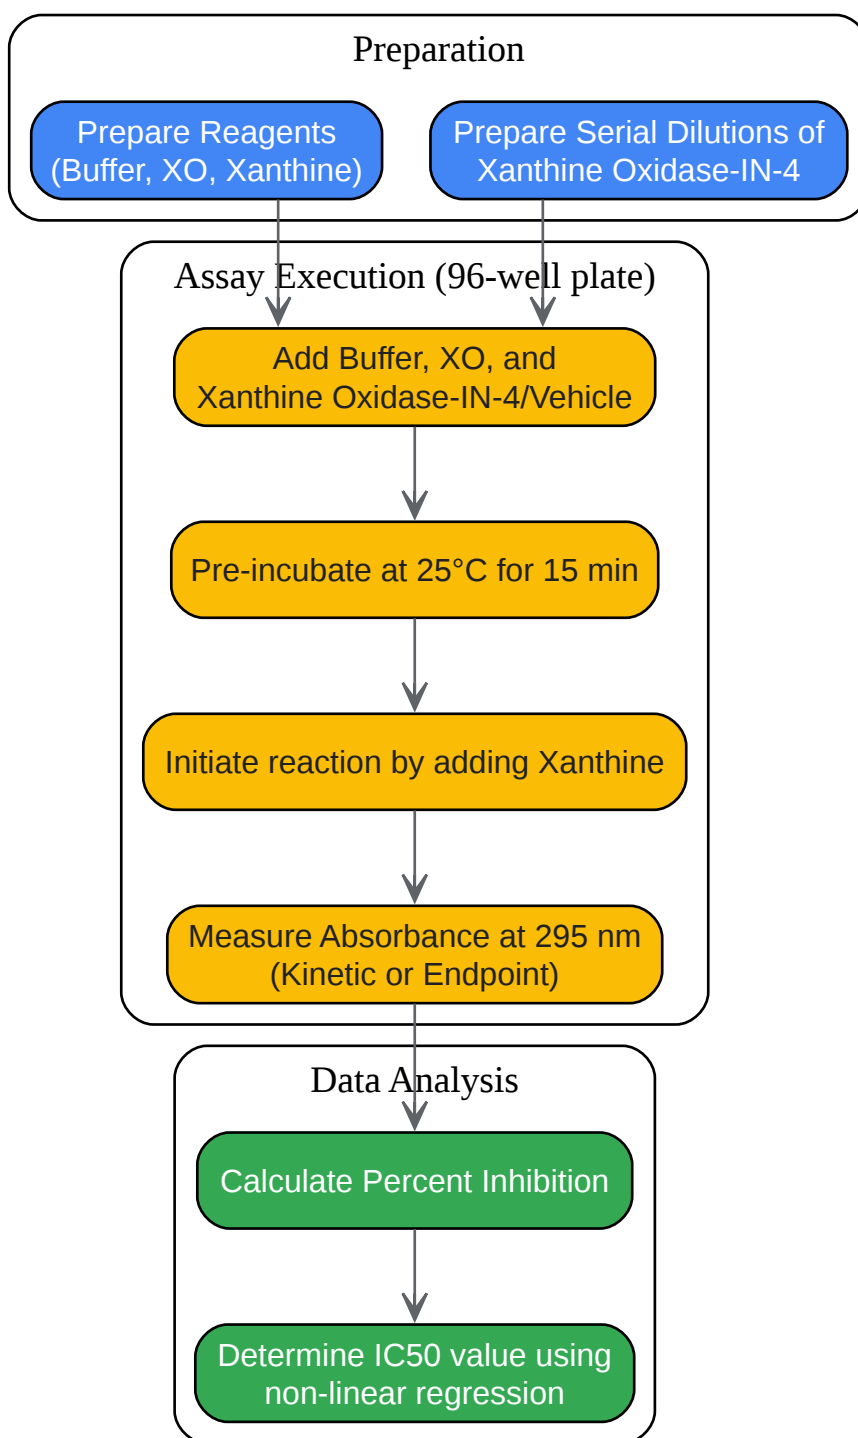 Preparation
Prepare Reagents
(Buffer, XO, Xanthine)
Prepare Serial Dilutions of
Xanthine Oxidase-IN-4
Assay Execution (96-well plate)
Add Buffer, XO, and
Xanthine Oxidase-IN-4/Vehicle
Pre-incubate at 25°C for 15 min
Initiate reaction by adding Xanthine
Measure Absorbance at 295 nm
(Kinetic or Endpoint)
Data Analysis
Calculate Percent Inhibition
Determine IC50 value using
non-linear regression